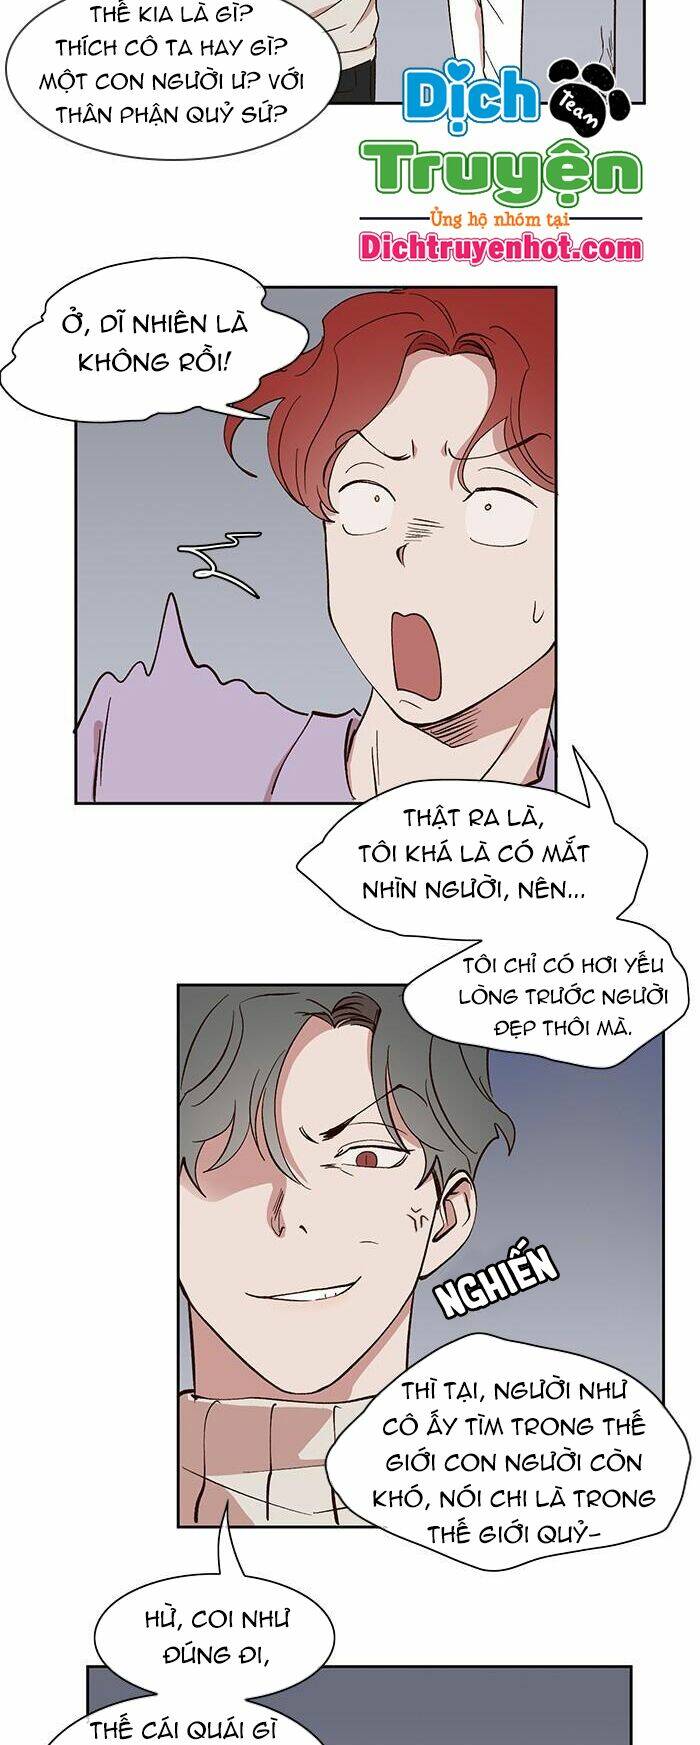 THẾ KIA LÀ GÌ?
THÍCH CÔ TA HAY GÌ?
MỘT CON NGƯỜI Ư? VỚI
THÂN PHẬN QUỶ SỨ?
Dịch
team
Truyện
Ủng hộ nhóm tại
Dichtruyenhot.com
Ở, DĨ NHIÊN LÀ
KHÔNG RỒI!
THẬT RA LÀ,
TÔI KHÁ LÀ CÓ MẮT
NHÌN NGƯỜI, NÊN...
TÔI CHỈ CÓ HƠI YẾU
LÒNG TRƯỚC NGƯỜI
ĐẸP THÔI MÀ.
NGHIẾN
THÌ TẠI, NGƯỜI NHƯ
CÔ ẤY TÌM TRONG THẾ
GIỚI CON NGƯỜI CÒN
KHÓ, NÓI CHI LÀ TRONG
THẾ GIỚI QUỶ-
HỪ, COI NHƯ
ĐÚNG ĐI,
THẾ CÁI QUÁI GÌ